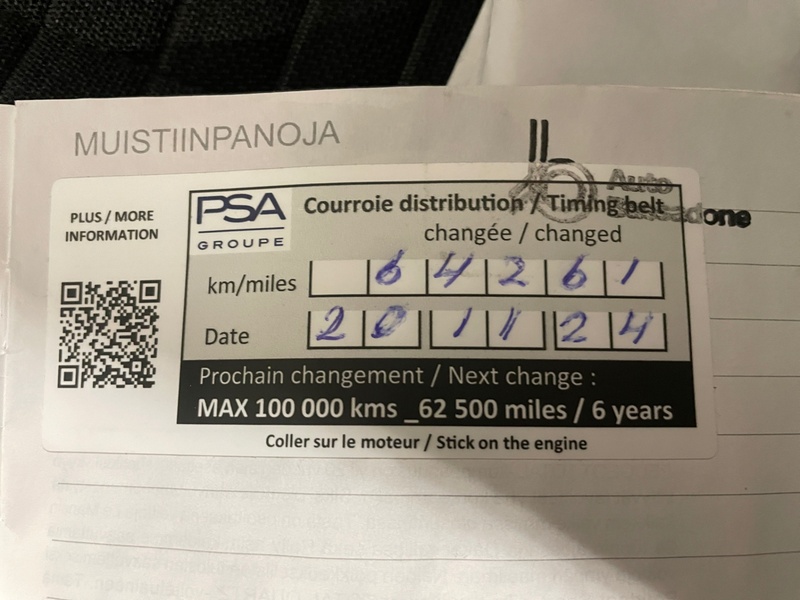 MUISTIINPANOJA
Auto
PLUS / MORE
INFORMATION
PSA
GROUPE
Courroie distribution / Timing belt
changée / changed
km/miles 64261
Date 20 11 24
Prochain changement / Next change :
MAX 100 000 kms _62 500 miles / 6 years
Coller sur le moteur / Stick on the engine